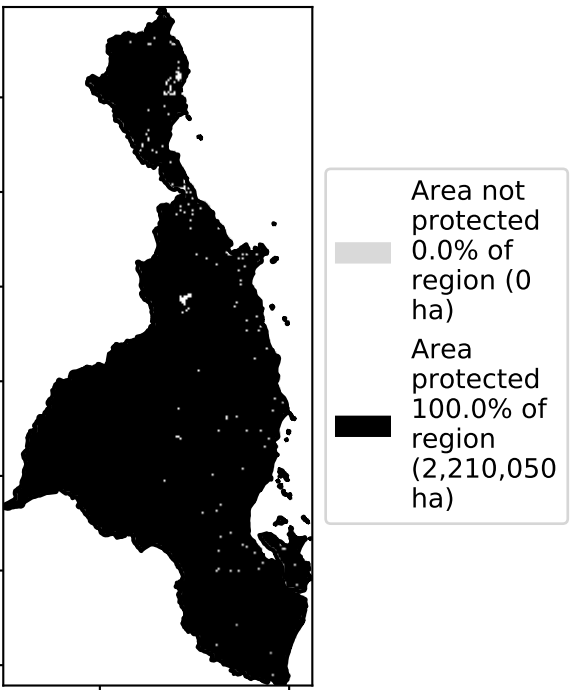 Area not
protected
0.0% of
region (0
ha)
Area
protected
100.0% of
region
(2,210,050
ha)